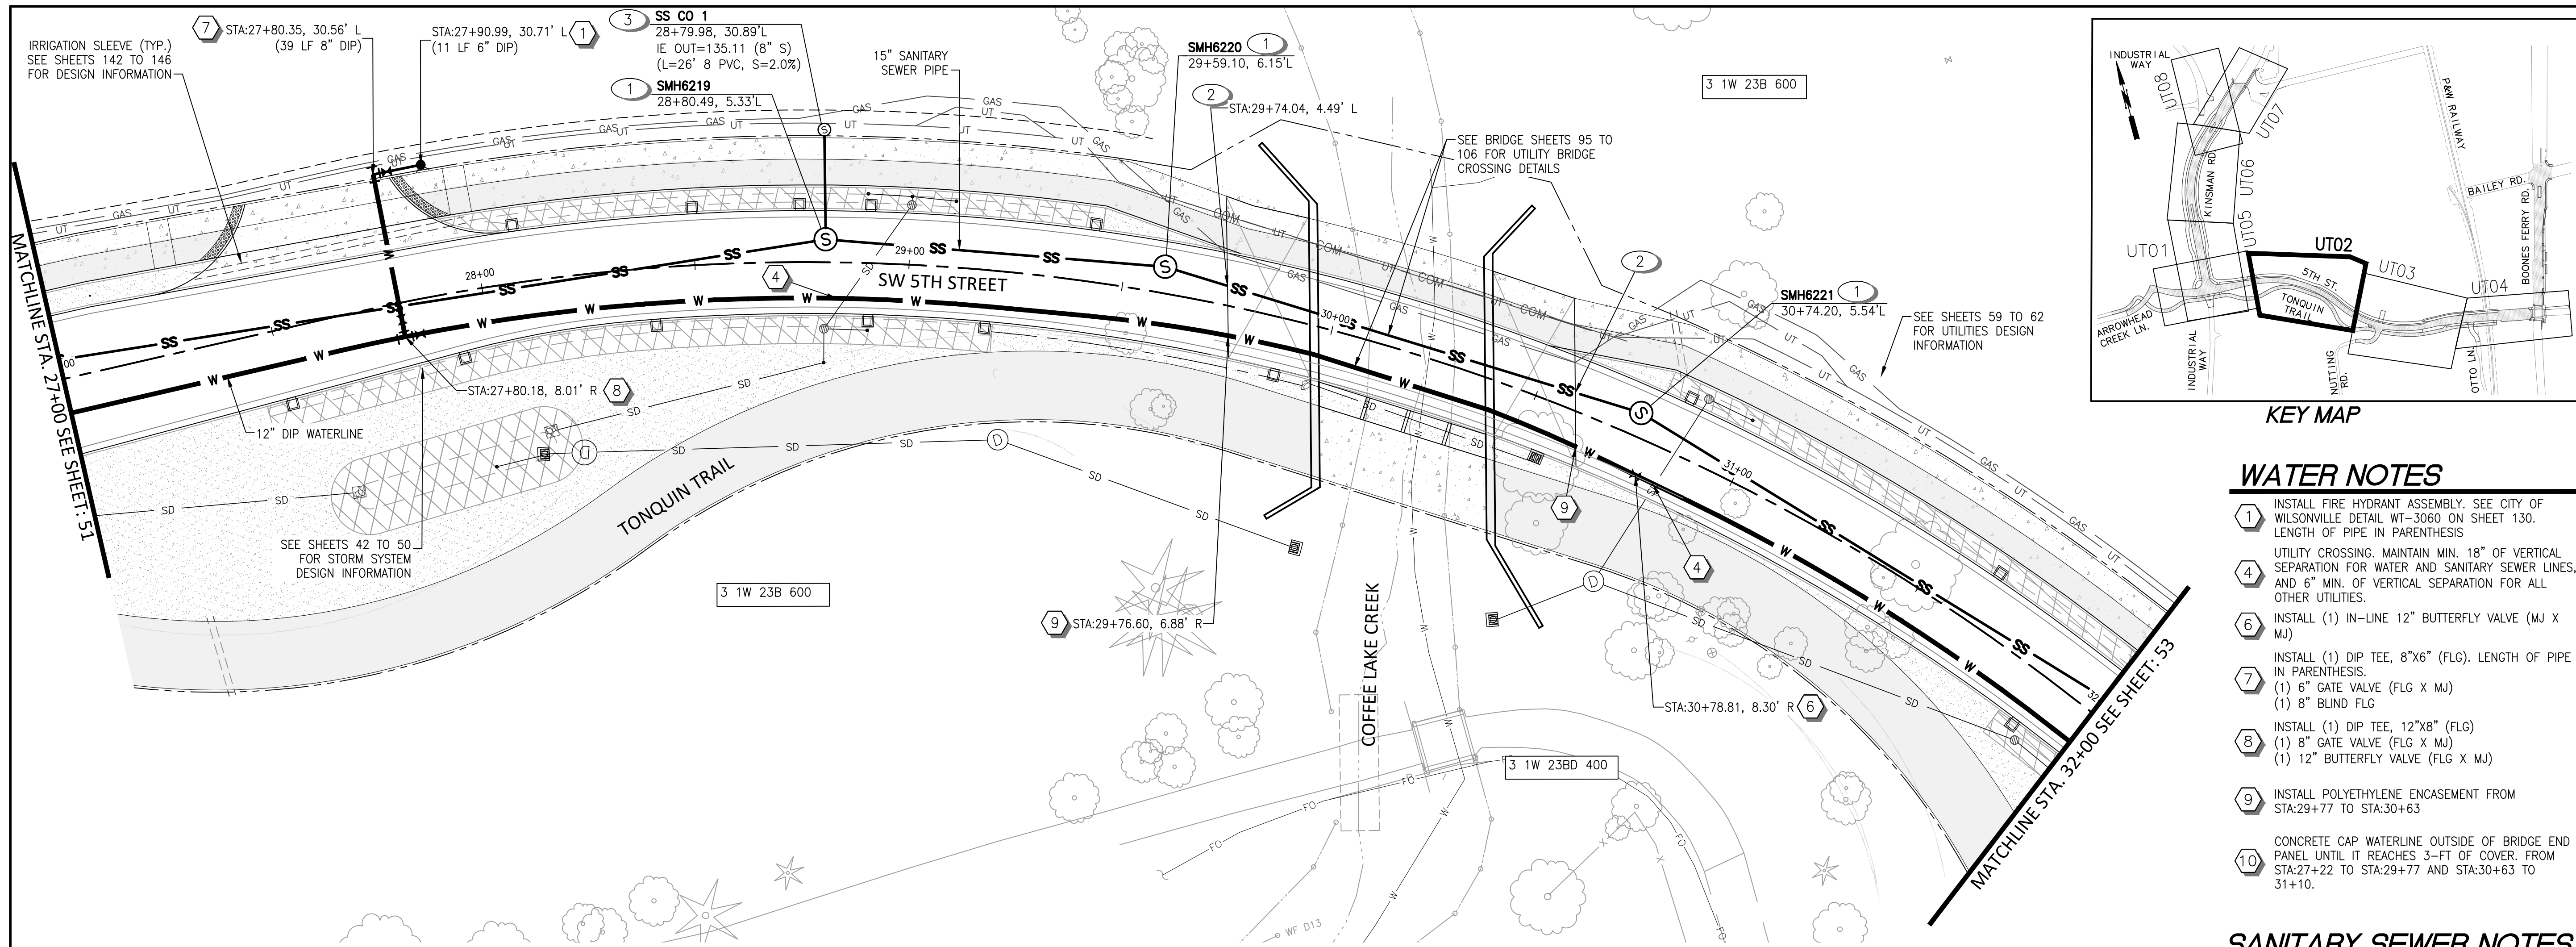 IRRIGATION SLEEVE (TYP.)
SEE SHEETS 142 TO 146
FOR DESIGN INFORMATION
7
STA:27+80.35, 30.56' L
(39 LF 8" DIP)
STA:27+90.99, 30.71' L
(11 LF 6" DIP)
1
3
SS CO 1
28+79.98, 30.89'L
IE OUT=135.11 (8" S)
(L=26' 8 PVC, S=2.0%)
1
SMH6219
28+80.49, 5.33'L
15" SANITARY
SEWER PIPE
SMH6220
1
29+59.10, 6.15'L
2
STA:29+74.04, 4.49' L
SEE BRIDGE SHEETS 95 TO
106 FOR UTILITY BRIDGE
CROSSING DETAILS
3 1W 23B 600
2
SMH6221
1
30+74.20, 5.54'L
SEE SHEETS 59 TO 62
FOR UTILITIES DESIGN
INFORMATION
MATCHLINE STA. 27+00 SEE SHEET: 51
28+00
29+00
30+00
31+00
32
4
SW 5TH STREET
STA:27+80.18, 8.01' R
8
12" DIP WATERLINE
SEE SHEETS 42 TO 50
FOR STORM SYSTEM
DESIGN INFORMATION
TONQUIN TRAIL
3 1W 23B 600
9
STA:29+76.60, 6.88' R
9
4
STA:30+78.81, 8.30' R
6
COFFEE LAKE CREEK
3 1W 23BD 400
WF D13
MATCHLINE STA. 32+00 SEE SHEET: 53
GAS
UT
COM
SS
W
SD
FO
S
D
X
INDUSTRIAL
WAY
UT08
UT07
KINSMAN RD.
UT06
UT05
UT01
UT02
UT03
UT04
5TH ST.
TONQUIN
TRAIL
ARROWHEAD
CREEK LN.
INDUSTRIAL
WAY
NUTTING
RD.
OTTO LN.
P&W RAILWAY
BAILEY RD.
BOONES FERRY RD.
KEY MAP
WATER NOTES
1
INSTALL FIRE HYDRANT ASSEMBLY. SEE CITY OF
WILSONVILLE DETAIL WT-3060 ON SHEET 130.
LENGTH OF PIPE IN PARENTHESIS
4
UTILITY CROSSING. MAINTAIN MIN. 18" OF VERTICAL
SEPARATION FOR WATER AND SANITARY SEWER LINES,
AND 6" MIN. OF VERTICAL SEPARATION FOR ALL
OTHER UTILITIES.
6
INSTALL (1) IN-LINE 12" BUTTERFLY VALVE (MJ X
MJ)
7
INSTALL (1) DIP TEE, 8"X6" (FLG). LENGTH OF PIPE
IN PARENTHESIS.
(1) 6" GATE VALVE (FLG X MJ)
(1) 8" BLIND FLG
8
INSTALL (1) DIP TEE, 12"X8" (FLG)
(1) 8" GATE VALVE (FLG X MJ)
(1) 12" BUTTERFLY VALVE (FLG X MJ)
9
INSTALL POLYETHYLENE ENCASEMENT FROM
STA:29+77 TO STA:30+63
10
CONCRETE CAP WATERLINE OUTSIDE OF BRIDGE END
PANEL UNTIL IT REACHES 3-FT OF COVER. FROM
STA:27+22 TO STA:29+77 AND STA:30+63 TO
31+10.
SANITARY SEWER NOTES